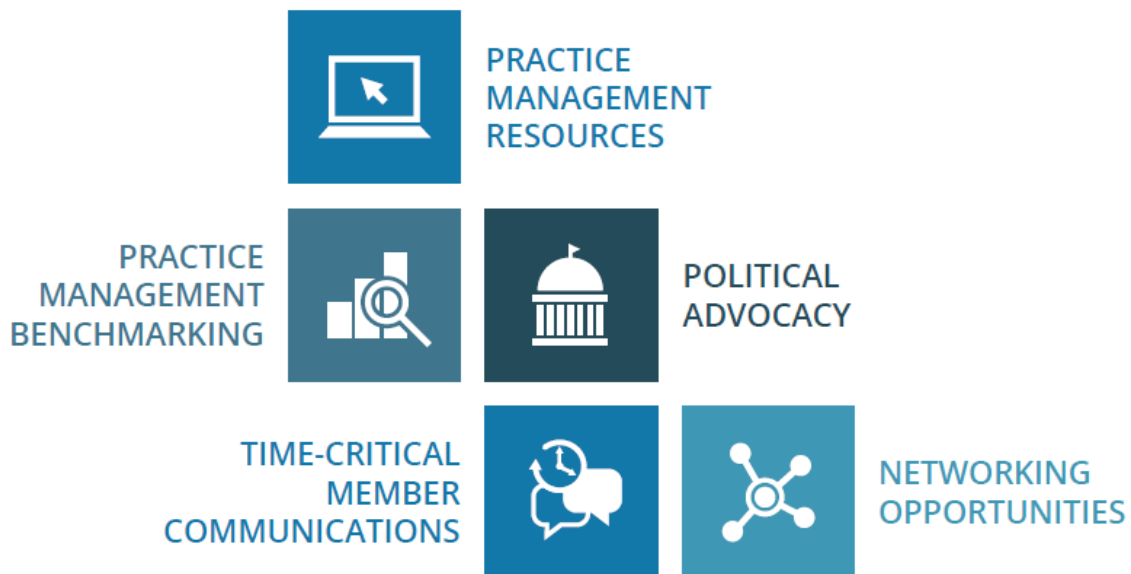 PRACTICE
MANAGEMENT
RESOURCES
PRACTICE
MANAGEMENT
BENCHMARKING
POLITICAL
ADVOCACY
TIME-CRITICAL
MEMBER
COMMUNICATIONS
NETWORKING
OPPORTUNITIES